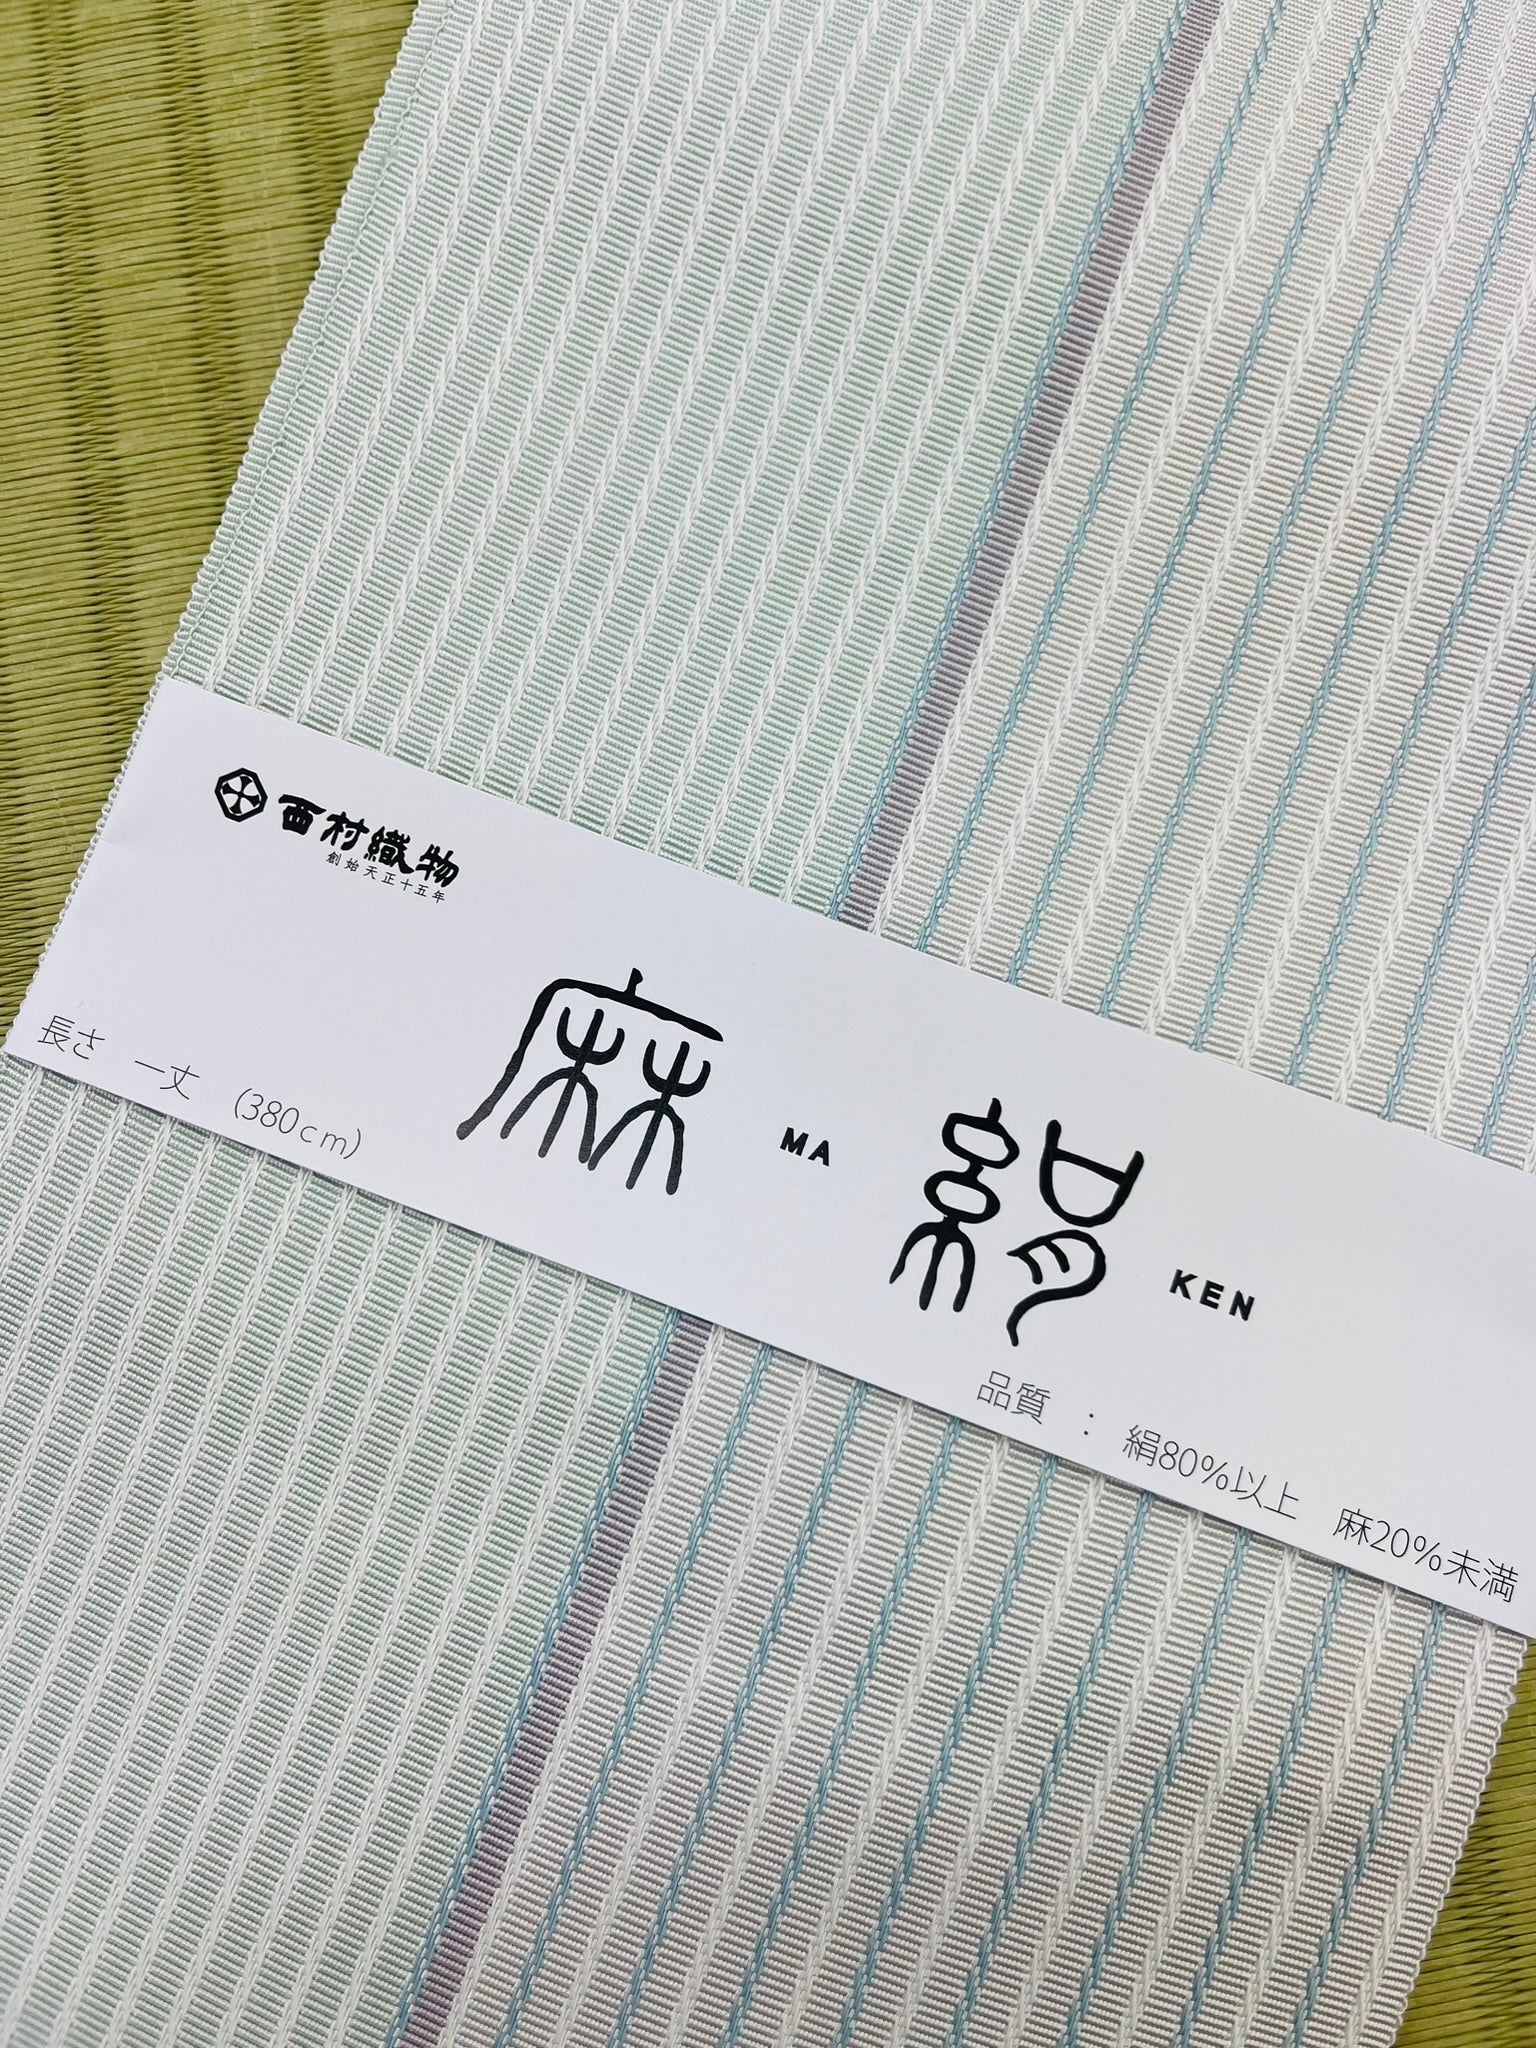 西村織物
創始天正十五年
麻 MA 絹 KEN
長さ 一丈 (380cm)
品質 : 絹80%以上 麻20%未満